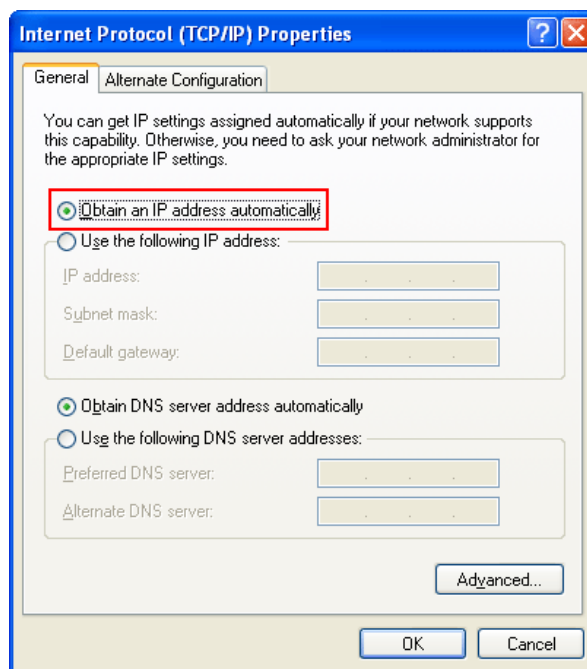 Internet Protocol (TCP/IP) Properties
General
Alternate Configuration
You can get IP settings assigned automatically if your network supports
this capability. Otherwise, you need to ask your network administrator for
the appropriate IP settings.
Obtain an IP address automatically
Use the following IP address:
IP address:
Subnet mask:
Default gateway:
Obtain DNS server address automatically
Use the following DNS server addresses:
Preferred DNS server:
Alternate DNS server:
Advanced...
OK
Cancel